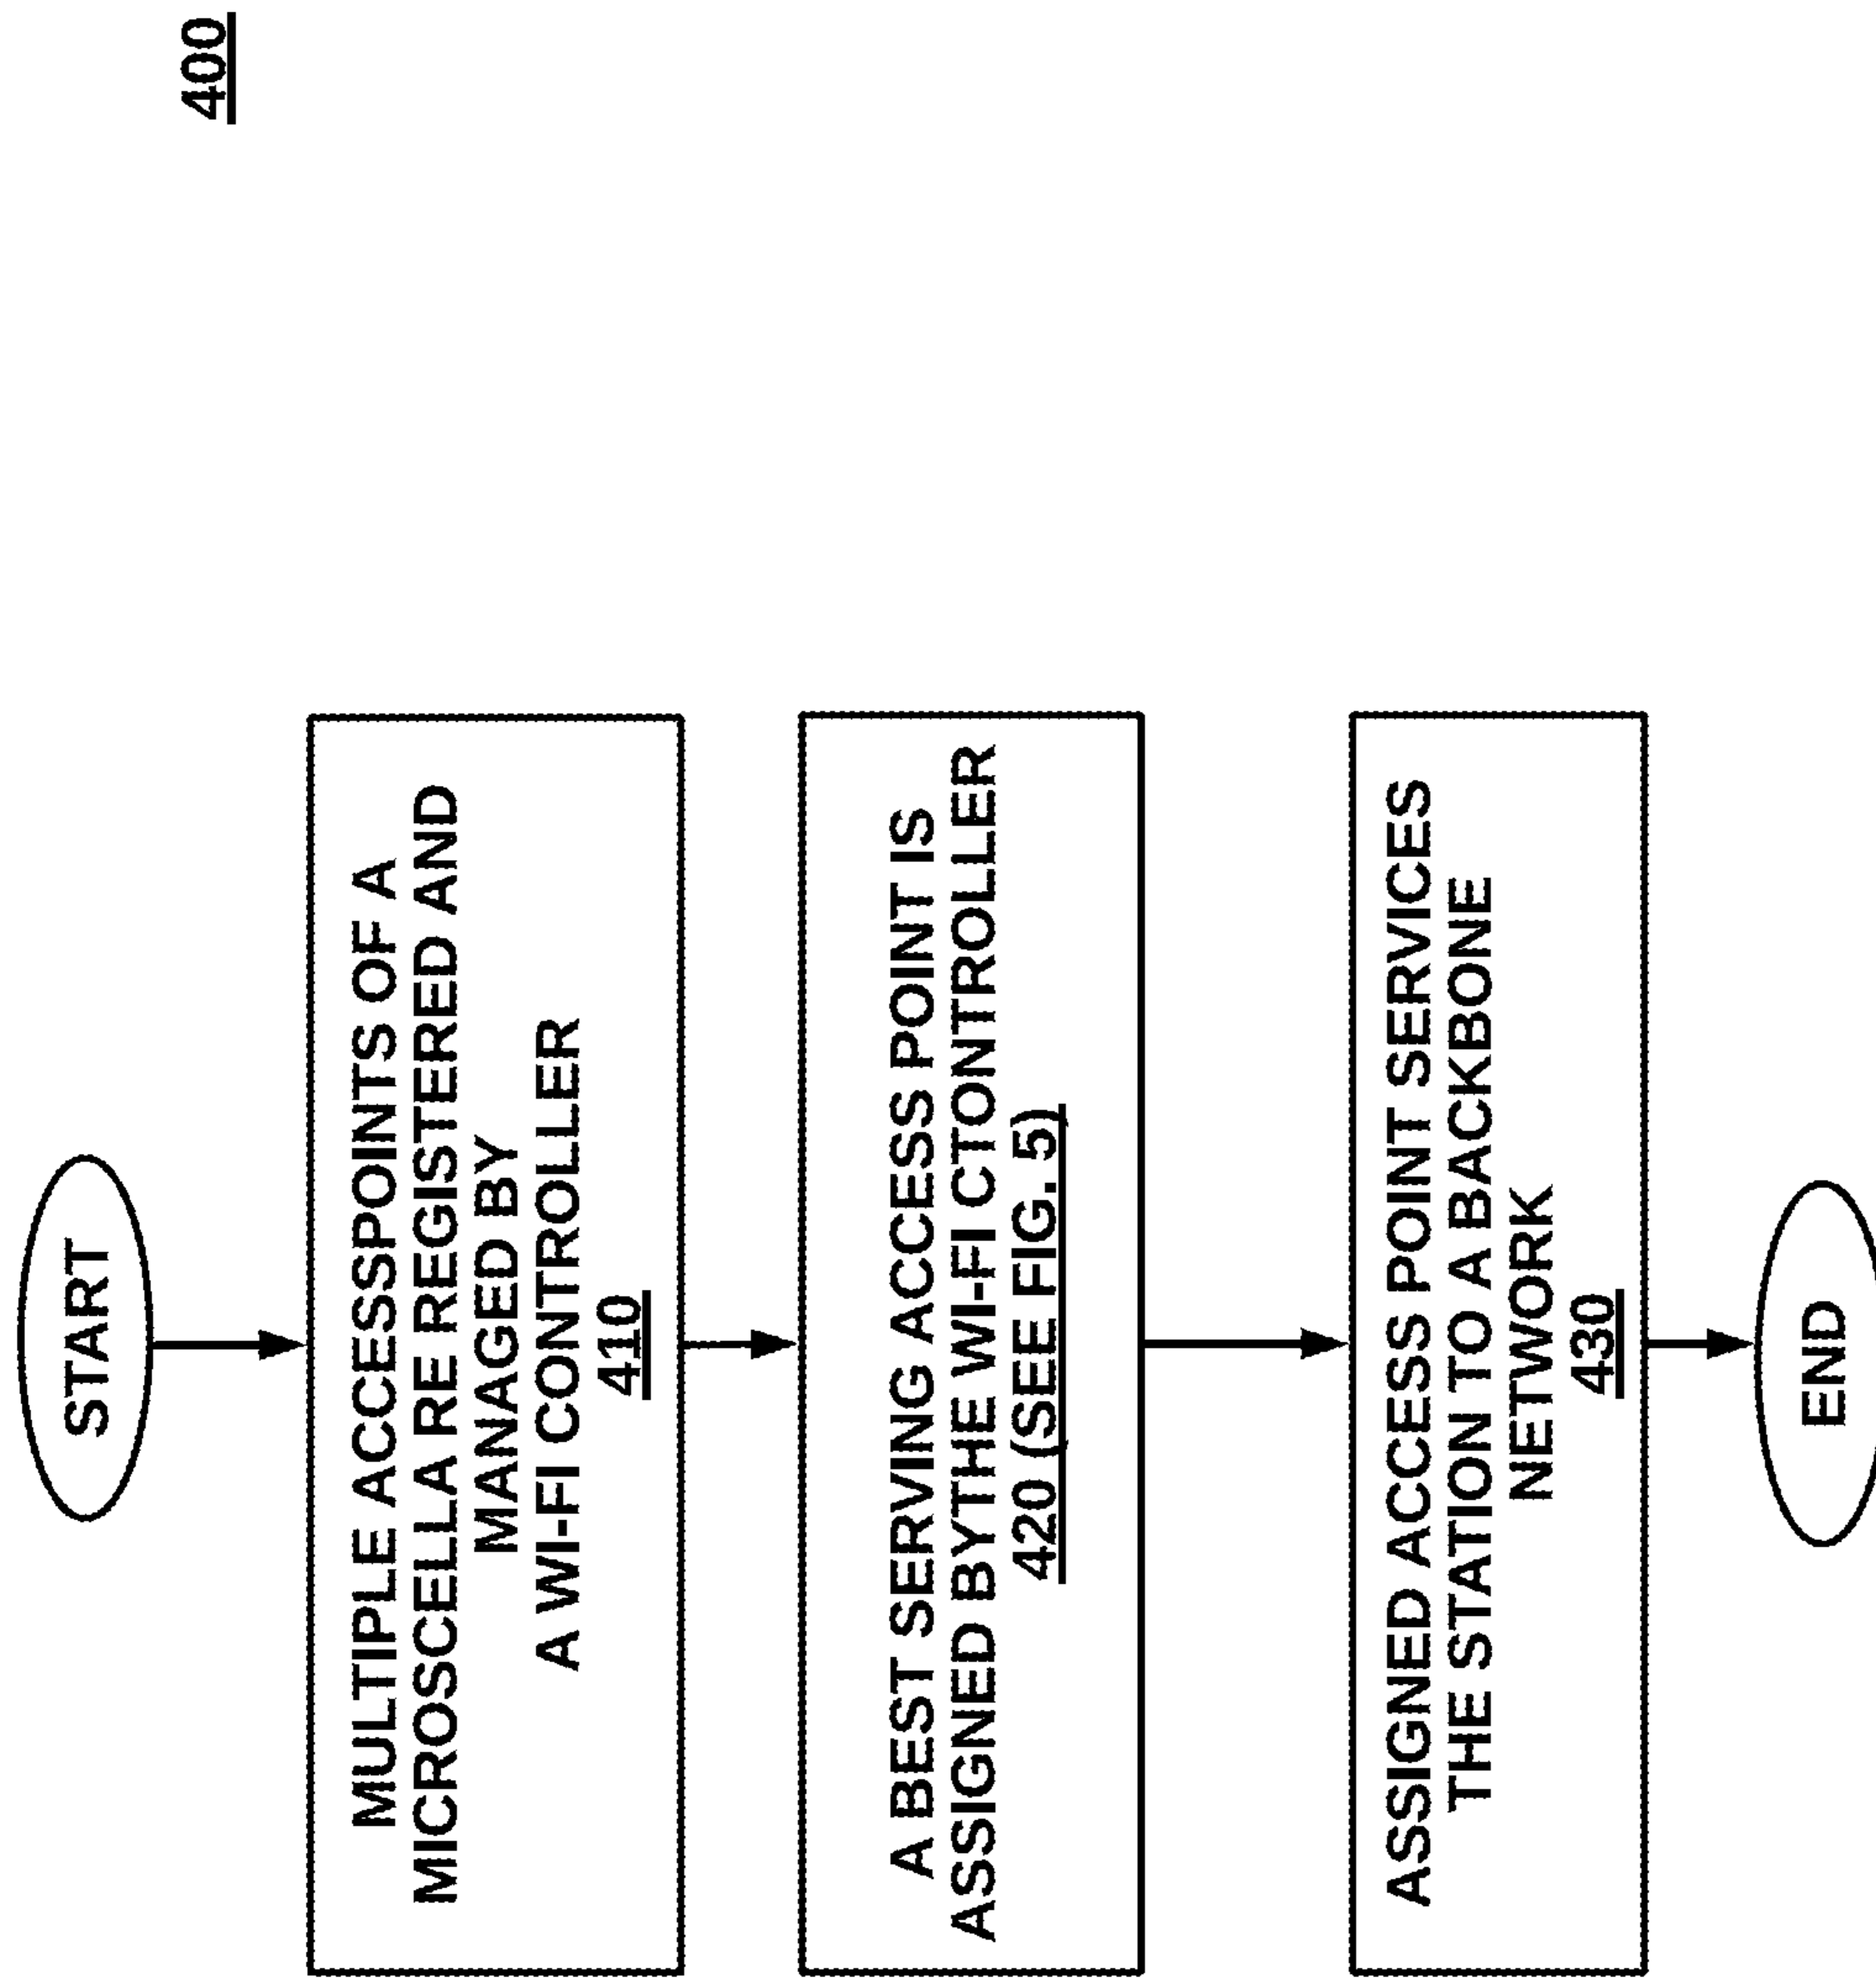 400
START
MULTIPLE ACCESSPOINTS OF A
MICROSCELLA RE REGISTERED AND
MANAGED BY
A WI-FI CONTROLLER
410
A BEST SERVING ACCESS POINT IS
ASSIGNED BYTHE WI-FI CTONTROLLER
420 (SEE FIG. 5)
ASSIGNED ACCESS POINT SERVICES
THE STATION TO A BACKBONE
NETWORK
430
END